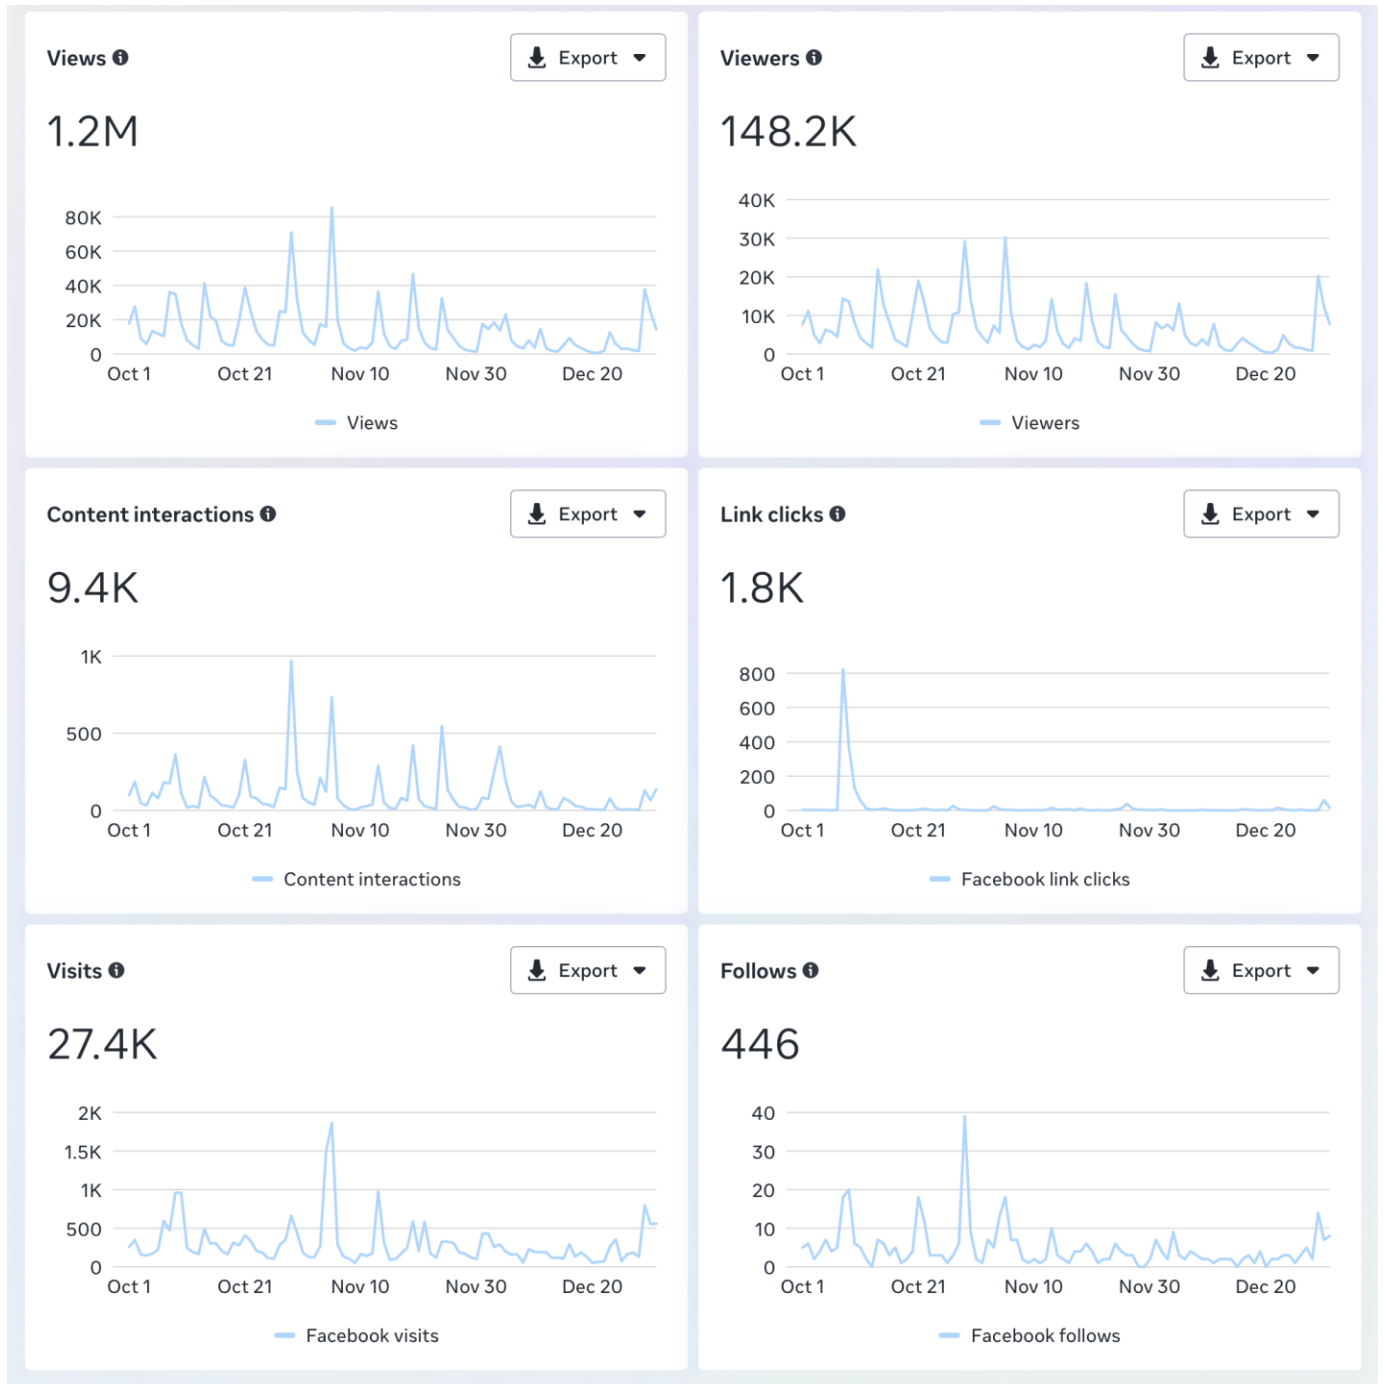 Views
Export
1.2M
80K
60K
40K
20K
0
Oct 1 Oct 21 Nov 10 Nov 30 Dec 20
Views
Viewers
Export
148.2K
40K
30K
20K
10K
0
Oct 1 Oct 21 Nov 10 Nov 30 Dec 20
Viewers
Content interactions
Export
9.4K
1K
500
0
Oct 1 Oct 21 Nov 10 Nov 30 Dec 20
Content interactions
Link clicks
Export
1.8K
800
600
400
200
0
Oct 1 Oct 21 Nov 10 Nov 30 Dec 20
Facebook link clicks
Visits
Export
27.4K
2K
1.5K
1K
500
0
Oct 1 Oct 21 Nov 10 Nov 30 Dec 20
Facebook visits
Follows
Export
446
40
30
20
10
0
Oct 1 Oct 21 Nov 10 Nov 30 Dec 20
Facebook follows